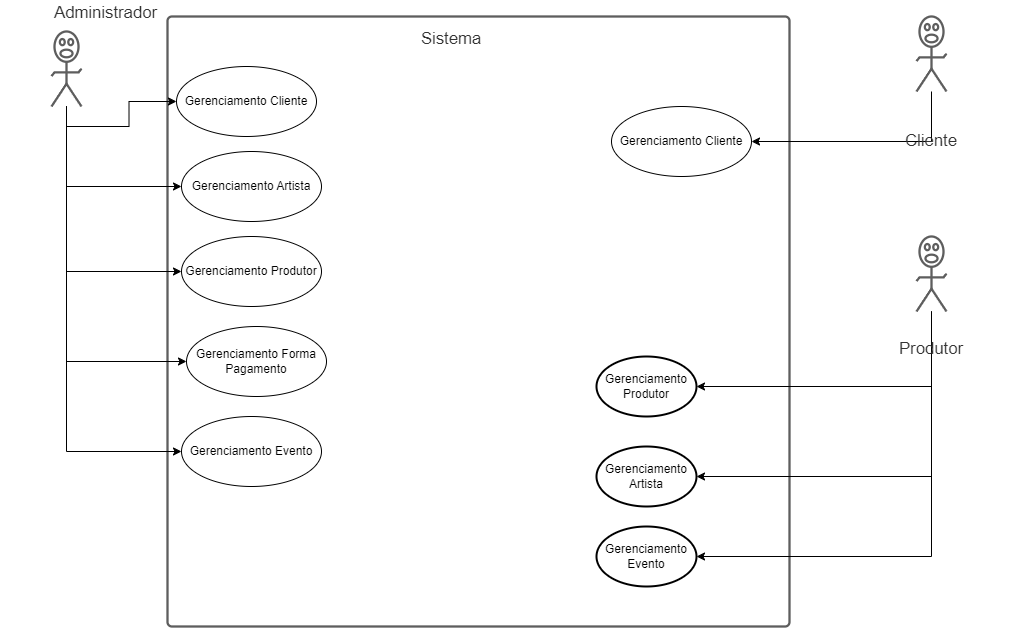 Administrador
Sistema
Gerenciamento Cliente
Gerenciamento Artista
Gerenciamento Produtor
Gerenciamento Forma
Pagamento
Gerenciamento Evento
Gerenciamento Cliente
Cliente
Produtor
Gerenciamento
Produtor
Gerenciamento
Artista
Gerenciamento
Evento